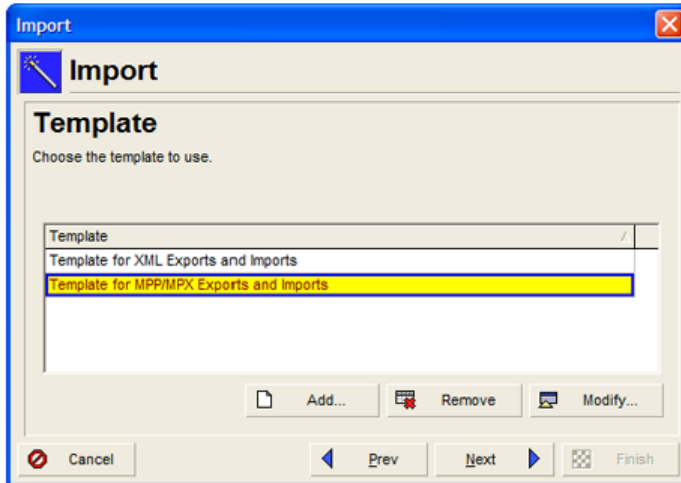 Import
Import
Template
Choose the template to use.
Template
Template for XML Exports and Imports
Template for MPP/MPX Exports and Imports
Add... Remove Modify...
Cancel Prev Next Finish